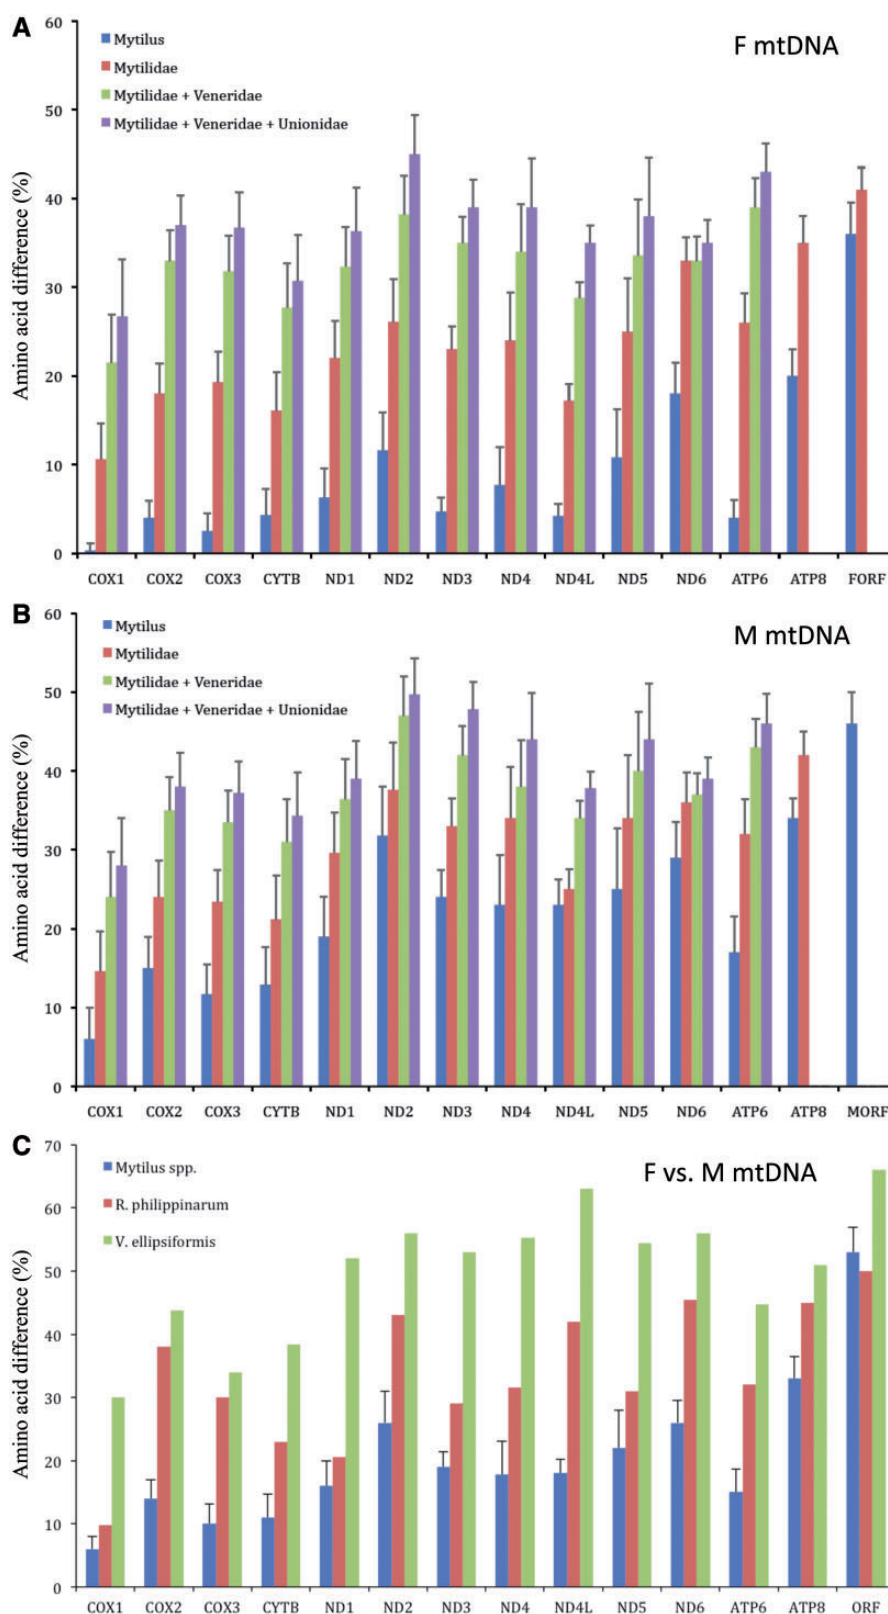 A
F mtDNA
Mytilus
Mytilidae
Mytilidae + Veneridae
Mytilidae + Veneridae + Unionidae
Amino acid difference (%)
60
50
40
30
20
10
0
COX1 COX2 COX3 CYTB ND1 ND2 ND3 ND4 ND4L ND5 ND6 ATP6 ATP8 FORF
B
M mtDNA
Mytilus
Mytilidae
Mytilidae + Veneridae
Mytilidae + Veneridae + Unionidae
Amino acid difference (%)
60
50
40
30
20
10
0
COX1 COX2 COX3 CYTB ND1 ND2 ND3 ND4 ND4L ND5 ND6 ATP6 ATP8 MORF
C
F vs. M mtDNA
Mytilus spp.
R. philippinarum
V. ellipsiformis
Amino acid difference (%)
70
60
50
40
30
20
10
0
COX1 COX2 COX3 CYTB ND1 ND2 ND3 ND4 ND4L ND5 ND6 ATP6 ATP8 ORF